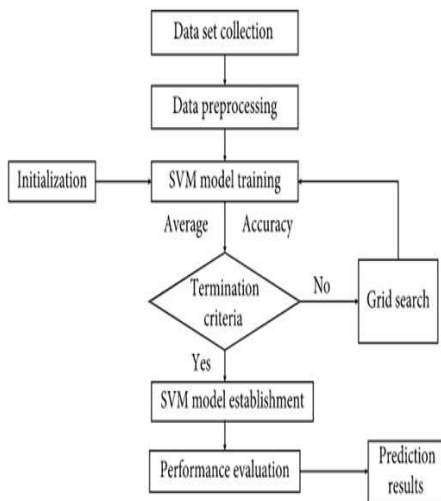 Data set collection
Data preprocessing
Initialization
SVM model training
Average Accuracy
Termination
criteria
No
Grid search
Yes
SVM model establishment
Performance evaluation
Prediction
results